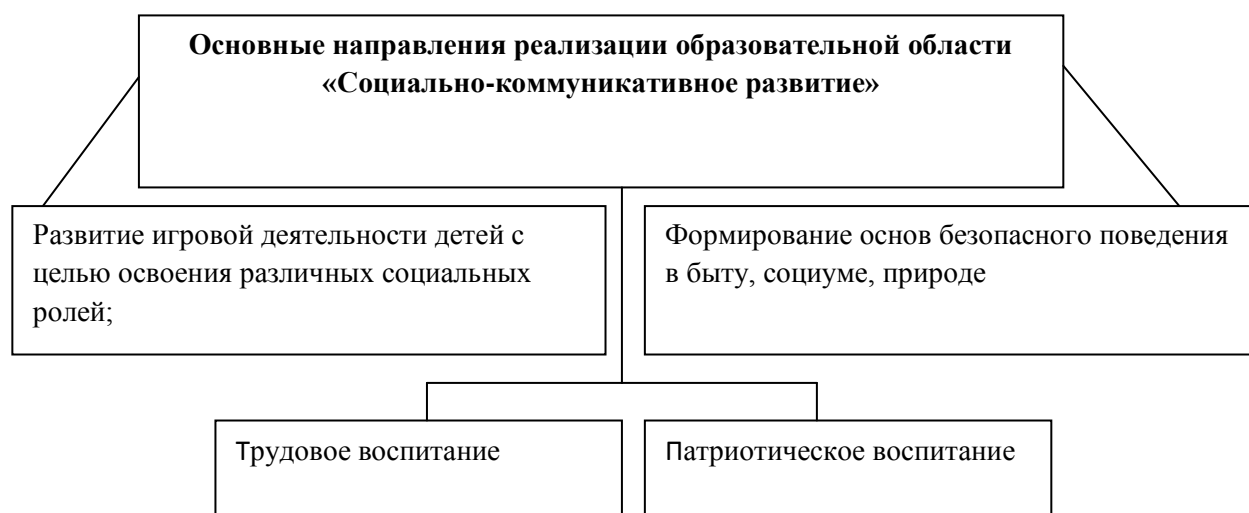 Основные направления реализации образовательной области
«Социально-коммуникативное развитие»
Развитие игровой деятельности детей с
целью освоения различных социальных
ролей;
Формирование основ безопасного поведения
в быту, социуме, природе
Трудовое воспитание
Патриотическое воспитание